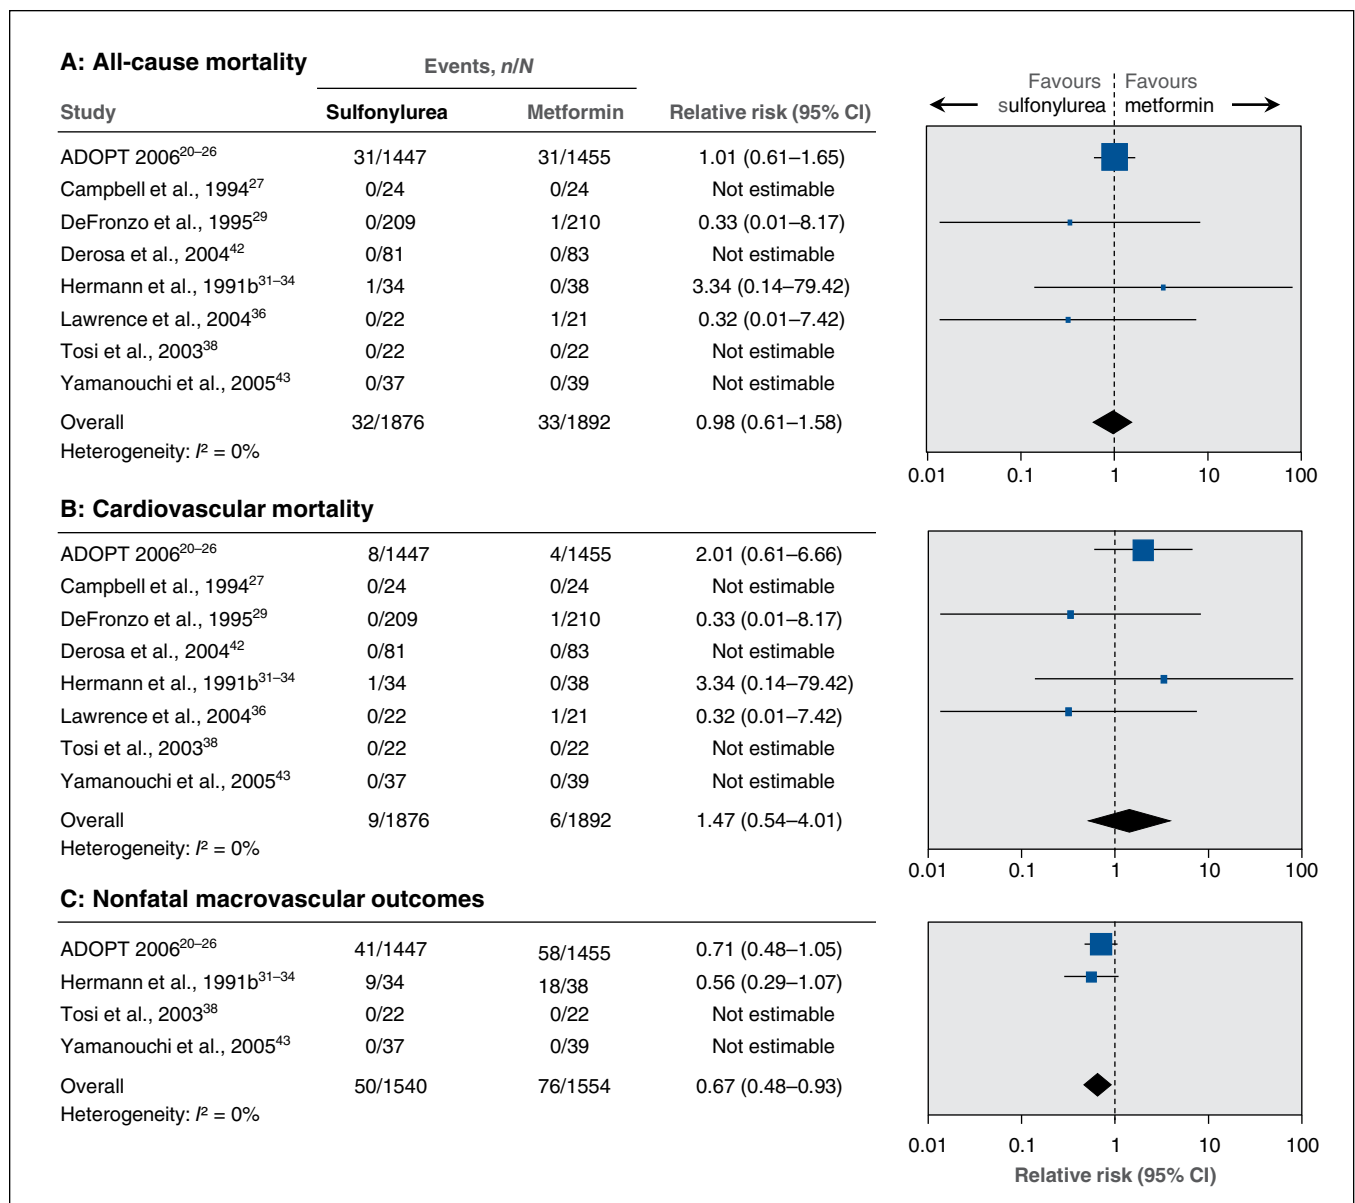 A: All-cause mortality
Events, n/N
Study Sulfonylurea Metformin Relative risk (95% CI)
Favours sulfonylurea Favours metformin
ADOPT 200620–26 31/1447 31/1455 1.01 (0.61–1.65)
Campbell et al., 199427 0/24 0/24 Not estimable
DeFronzo et al., 199529 0/209 1/210 0.33 (0.01–8.17)
Derosa et al., 200442 0/81 0/83 Not estimable
Hermann et al., 1991b31–34 1/34 0/38 3.34 (0.14–79.42)
Lawrence et al., 200436 0/22 1/21 0.32 (0.01–7.42)
Tosi et al., 200338 0/22 0/22 Not estimable
Yamanouchi et al., 200543 0/37 0/39 Not estimable
Overall 32/1876 33/1892 0.98 (0.61–1.58)
Heterogeneity: I² = 0%
0.01 0.1 1 10 100
B: Cardiovascular mortality
ADOPT 200620–26 8/1447 4/1455 2.01 (0.61–6.66)
Campbell et al., 199427 0/24 0/24 Not estimable
DeFronzo et al., 199529 0/209 1/210 0.33 (0.01–8.17)
Derosa et al., 200442 0/81 0/83 Not estimable
Hermann et al., 1991b31–34 1/34 0/38 3.34 (0.14–79.42)
Lawrence et al., 200436 0/22 1/21 0.32 (0.01–7.42)
Tosi et al., 200338 0/22 0/22 Not estimable
Yamanouchi et al., 200543 0/37 0/39 Not estimable
Overall 9/1876 6/1892 1.47 (0.54–4.01)
Heterogeneity: I² = 0%
0.01 0.1 1 10 100
C: Nonfatal macrovascular outcomes
ADOPT 200620–26 41/1447 58/1455 0.71 (0.48–1.05)
Hermann et al., 1991b31–34 9/34 18/38 0.56 (0.29–1.07)
Tosi et al., 200338 0/22 0/22 Not estimable
Yamanouchi et al., 200543 0/37 0/39 Not estimable
Overall 50/1540 76/1554 0.67 (0.48–0.93)
Heterogeneity: I² = 0%
0.01 0.1 1 10 100
Relative risk (95% CI)